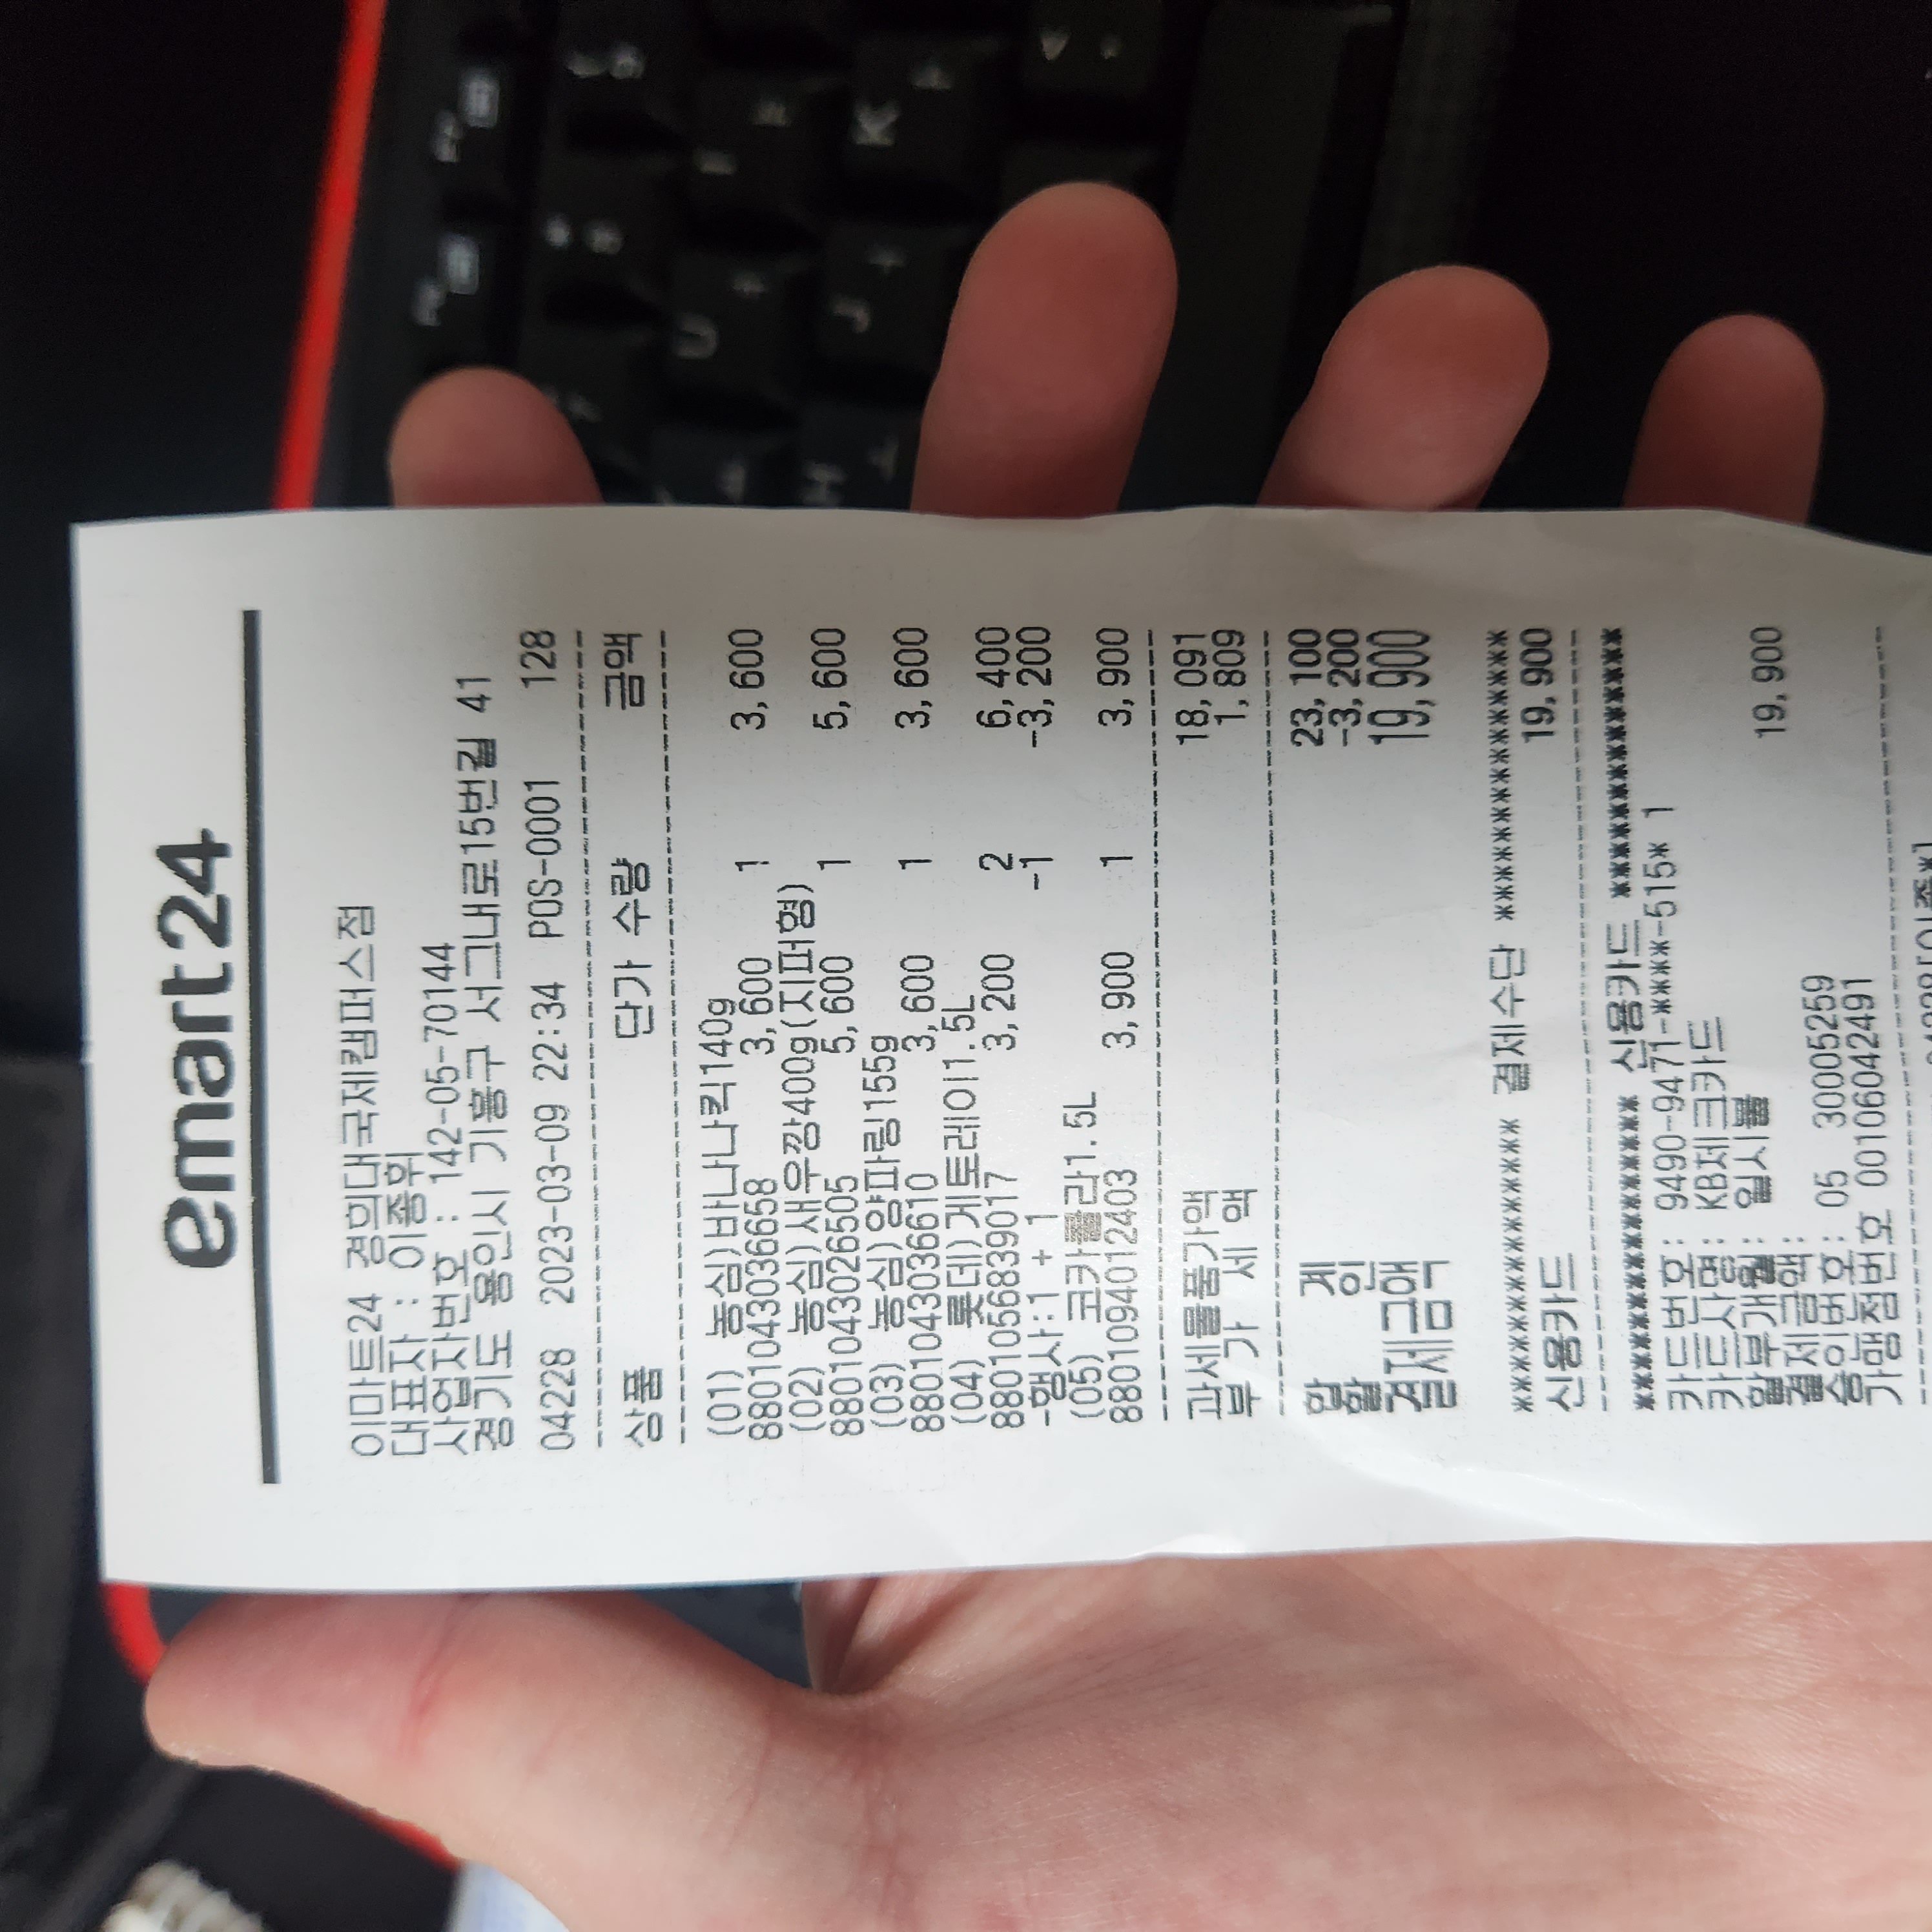 emart24
이마트24 경희대국제캠퍼스점
대표자 : 이종휘
사업자번호 : 142-05-70144
경기도 용인시 기흥구 서그내로15번길 41
04228 2023-03-09 22:34 POS-0001 128
상품 단가 수량 금액
(01) 농심)바나나킥140g
8801043036658 3,600 1 3,600
(02) 농심)새우깡400g(지퍼형)
8801043026505 5,600 1 5,600
(03) 농심)양파링155g
8801043036610 3,600 1 3,600
(04) 롯데)게토레이1.5L
8801056839017 3,200 2 6,400
-행사:1 + 1 -1 -3,200
(05) 코카콜라1.5L
8801094012403 3,900 1 3,900
과세물품가액 18,091
부 가 세 액 1,809
합 계 23,100
할 인 -3,200
결제금액 19,900
*************** 결제수단 ***************
신용카드 19,900
**************** 신용카드 **************
카드번호: 9490-9471-****-515* 1
카드사명: KB체크카드
할부개월: 일시불
결제금액: 19,900
승인번호: 05 30005259
가맹점번호 00106042491